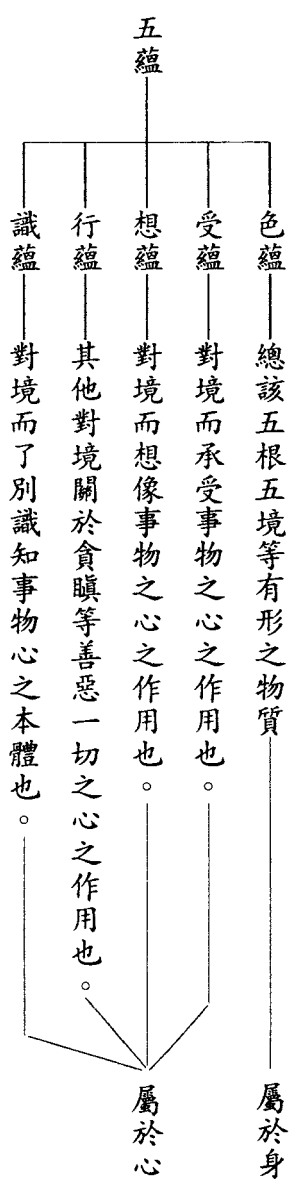 五蘊
色蘊
總該五根五境等有形之物質
屬於身
受蘊
對境而承受事物之心之作用也。
想蘊
對境而想像事物之心之作用也。
行蘊
其他對境關於貪瞋等善惡一切之心之作用也。
識蘊
對境而了別識知事物心之本體也。
屬於心